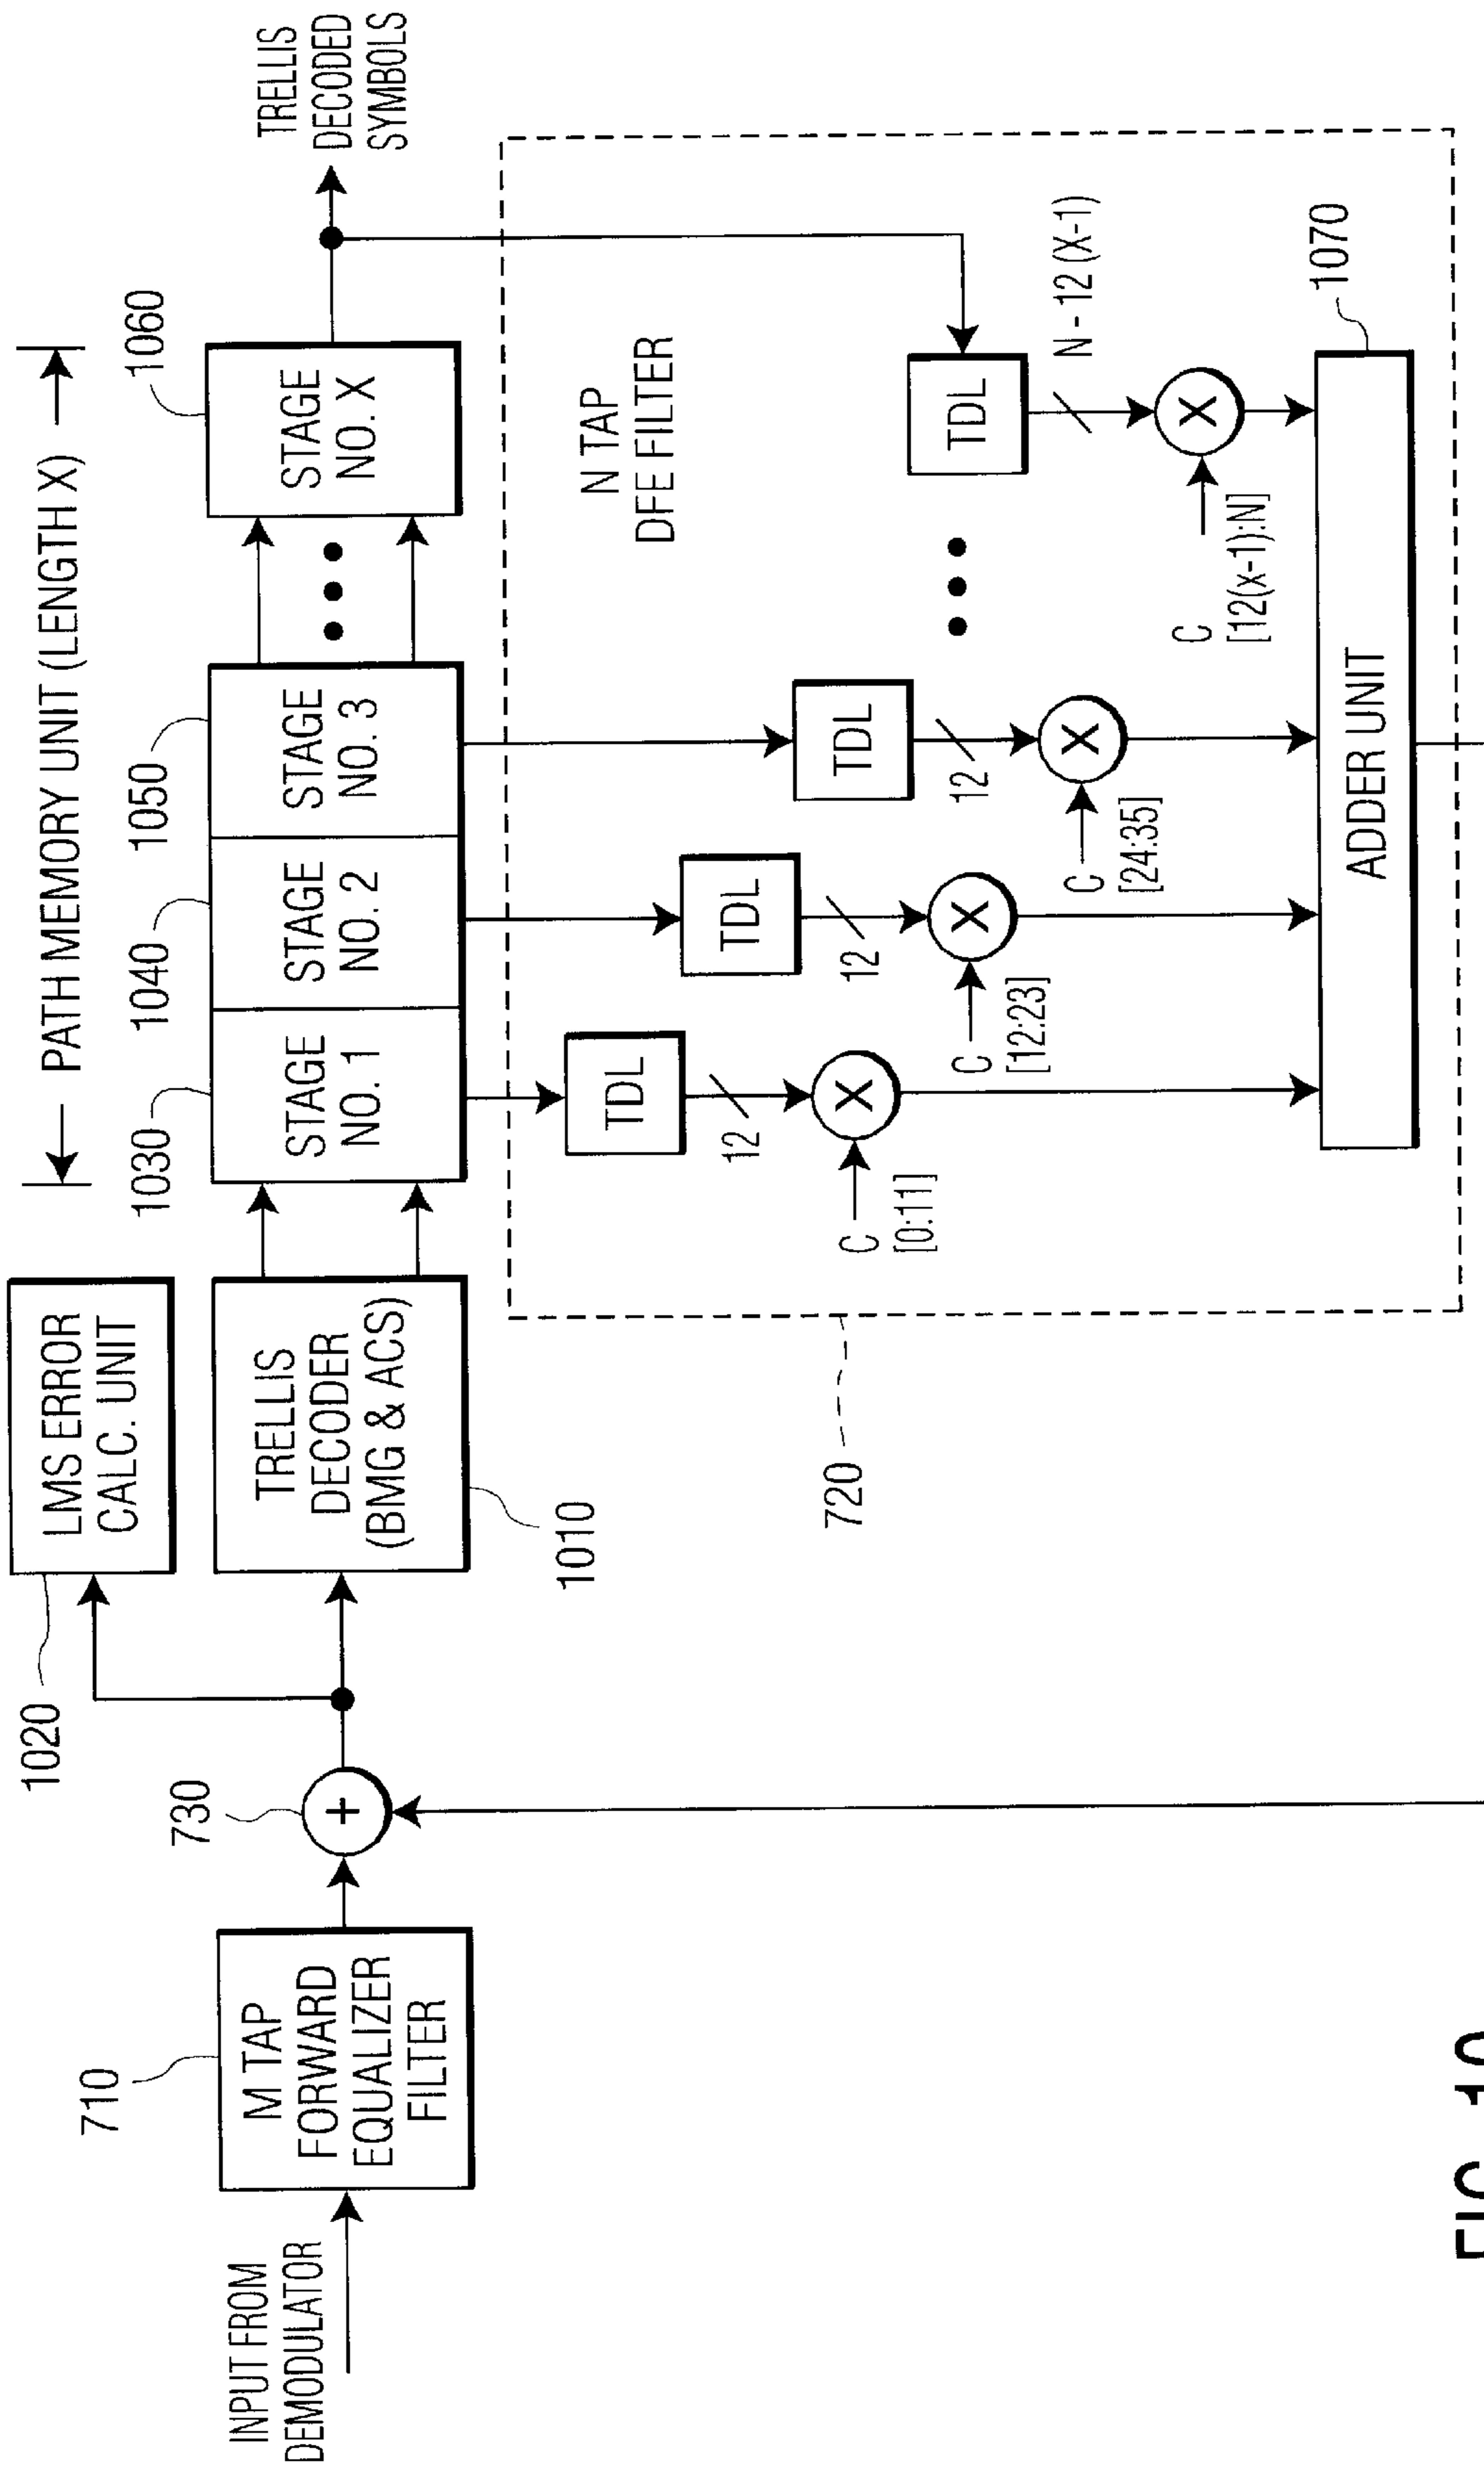 PATH MEMORY UNIT (LENGTH X)
1020
LMS ERROR
CALC. UNIT
710
730
1030
1040
1050
1060
INPUT FROM
DEMODULATOR
M TAP
FORWARD
EQUALIZER
FILTER
+
TRELLIS
DECODER
(BMG & ACS)
1010
STAGE
NO. 1
STAGE
NO. 2
STAGE
NO. 3
STAGE
NO. X
TRELLIS
DECODED
SYMBOLS
720
N TAP
DFE FILTER
TDL
12
C
[0:11]
X
TDL
12
C
[12:23]
X
TDL
12
C
[24:35]
X
TDL
N - 12 (X-1)
C
[12(x-1):N]
X
ADDER UNIT
1070